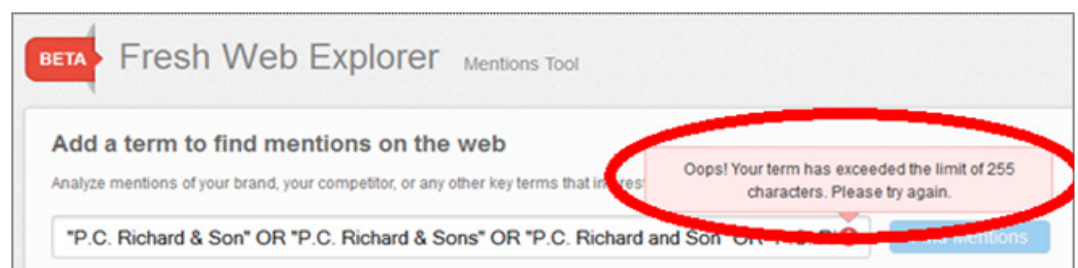 BETA Fresh Web Explorer Mentions Tool
Add a term to find mentions on the web
Oops! Your term has exceeded the limit of 255
characters. Please try again.
Analyze mentions of your brand, your competitor, or any other key terms that
"P.C. Richard & Son" OR "P.C. Richard & Sons" OR "P.C. Richard and Son" OR
Mentions